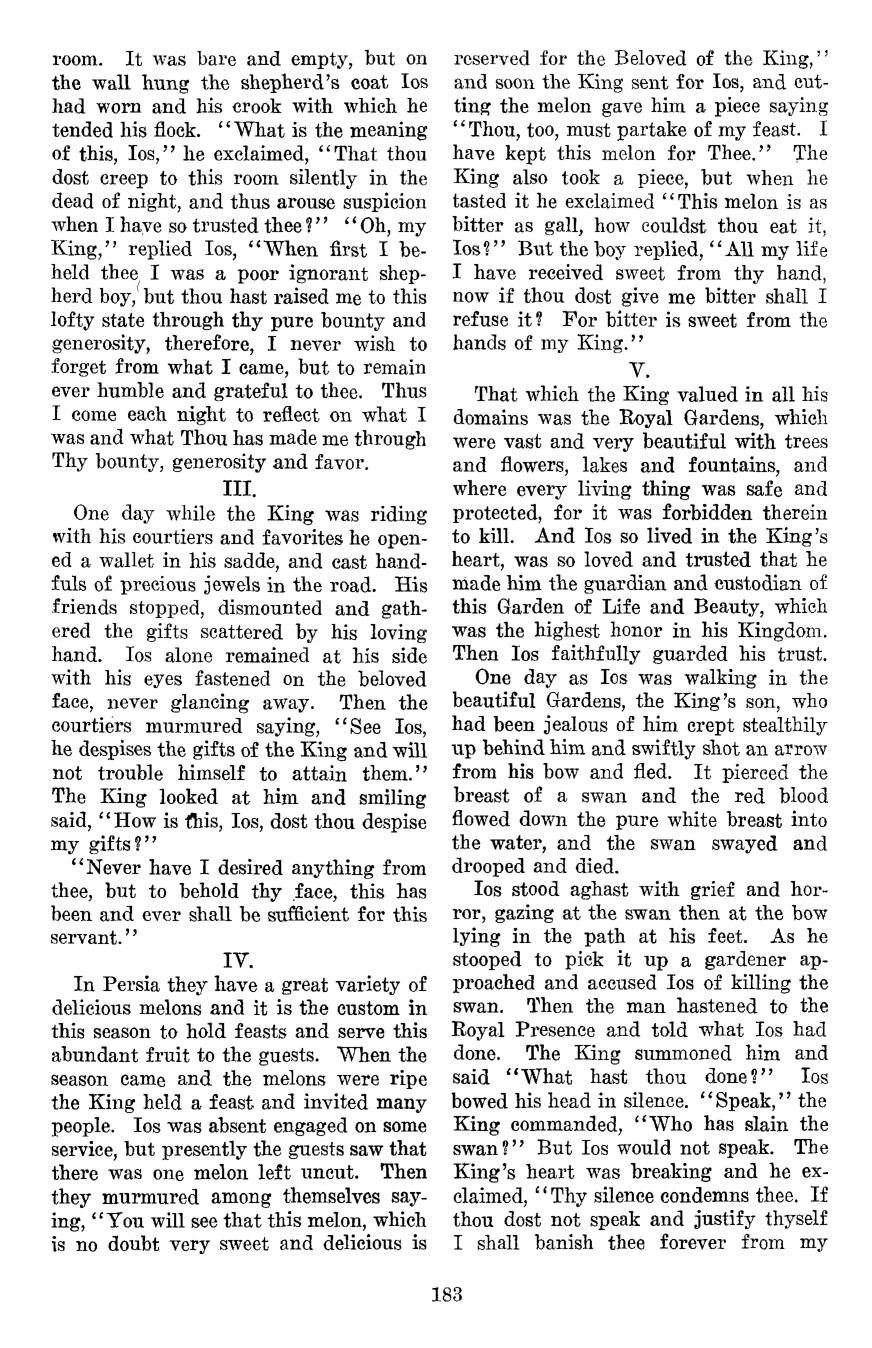 room. It was bare and empty, but on
the wall hung the shepherd's coat Ios
had worn and his crook with which he
tended his flock. "What is the meaning
of this, Ios," he exclaimed, "That thou
dost creep to this room silently in the
dead of night, and thus arouse suspicion
when I have so trusted thee?" "Oh, my
King," replied Ios, "When first I be-
held thee I was a poor ignorant shep-
herd boy, but thou hast raised me to this
lofty state through thy pure bounty and
generosity, therefore, I never wish to
forget from what I came, but to remain
ever humble and grateful to thee. Thus
I come each night to reflect on what I
was and what Thou has made me through
Thy bounty, generosity and favor.
III.
One day while the King was riding
with his courtiers and favorites he open-
ed a wallet in his sadde, and cast hand-
fuls of precious jewels in the road. His
friends stopped, dismounted and gath-
ered the gifts scattered by his loving
hand. Ios alone remained at his side
with his eyes fastened on the beloved
face, never glancing away. Then the
courtiers murmured saying, "See Ios,
he despises the gifts of the King and will
not trouble himself to attain them."
The King looked at him and smiling
said, "How is this, Ios, dost thou despise
my gifts?"
"Never have I desired anything from
thee, but to behold thy face, this has
been and ever shall be sufficient for this
servant."
IV.
In Persia they have a great variety of
delicious melons and it is the custom in
this season to hold feasts and serve this
abundant fruit to the guests. When the
season came and the melons were ripe
the King held a feast and invited many
people. Ios was absent engaged on some
service, but presently the guests saw that
there was one melon left uncut. Then
they murmured among themselves say-
ing, "You will see that this melon, which
is no doubt very sweet and delicious is
reserved for the Beloved of the King,"
and soon the King sent for Ios, and cut-
ting the melon gave him a piece saying
"Thou, too, must partake of my feast. I
have kept this melon for Thee." The
King also took a piece, but when he
tasted it he exclaimed "This melon is as
bitter as gall, how couldst thou eat it,
Ios?" But the boy replied, "All my life
I have received sweet from thy hand,
now if thou dost give me bitter shall I
refuse it? For bitter is sweet from the
hands of my King."
V.
That which the King valued in all his
domains was the Royal Gardens, which
were vast and very beautiful with trees
and flowers, lakes and fountains, and
where every living thing was safe and
protected, for it was forbidden therein
to kill. And Ios so lived in the King's
heart, was so loved and trusted that he
made him the guardian and custodian of
this Garden of Life and Beauty, which
was the highest honor in his Kingdom.
Then Ios faithfully guarded his trust.
One day as Ios was walking in the
beautiful Gardens, the King's son, who
had been jealous of him crept stealthily
up behind him and swiftly shot an arrow
from his bow and fled. It pierced the
breast of a swan and the red blood
flowed down the pure white breast into
the water, and the swan swayed and
drooped and died.
Ios stood aghast with grief and hor-
ror, gazing at the swan then at the bow
lying in the path at his feet. As he
stooped to pick it up a gardener ap-
proached and accused Ios of killing the
swan. Then the man hastened to the
Royal Presence and told what Ios had
done. The King summoned him and
said "What hast thou done?" Ios
bowed his head in silence. "Speak," the
King commanded, "Who has slain the
swan?" But Ios would not speak. The
King's heart was breaking and he ex-
claimed, "Thy silence condemns thee. If
thou dost not speak and justify thyself
I shall banish thee forever from my
183